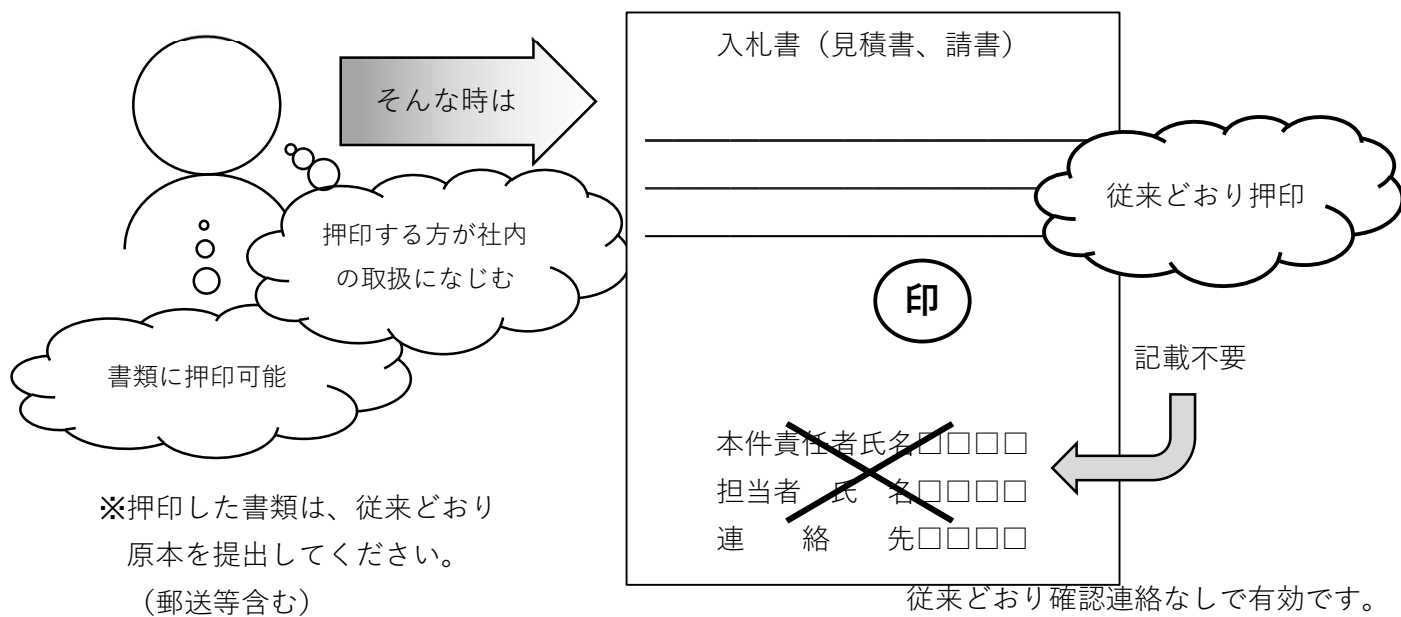 そんな時は
押印する方が社内
の取扱になじむ
書類に押印可能
※押印した書類は、従来どおり
原本を提出してください。
（郵送等含む）
入札書（見積書、請書）
従来どおり押印
印
記載不要
本件責任者氏名□□□□
担当者　氏　名□□□□
連　　絡　　先□□□□
従来どおり確認連絡なしで有効です。